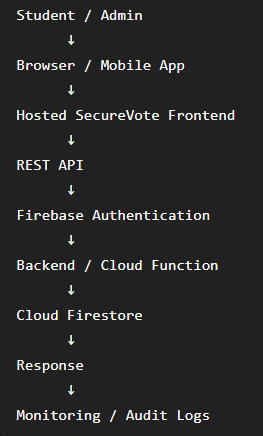 Student / Admin
↓
Browser / Mobile App
↓
Hosted SecureVote Frontend
↓
REST API
↓
Firebase Authentication
↓
Backend / Cloud Function
↓
Cloud Firestore
↓
Response
↓
Monitoring / Audit Logs